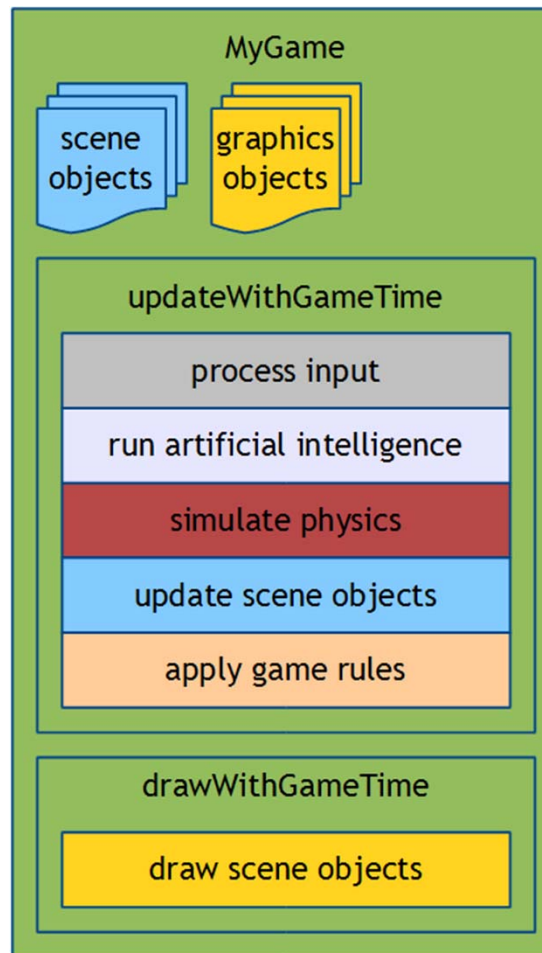 MyGame
scene
objects
graphics
objects
updateWithGameTime
process input
run artificial intelligence
simulate physics
update scene objects
apply game rules
drawWithGameTime
draw scene objects